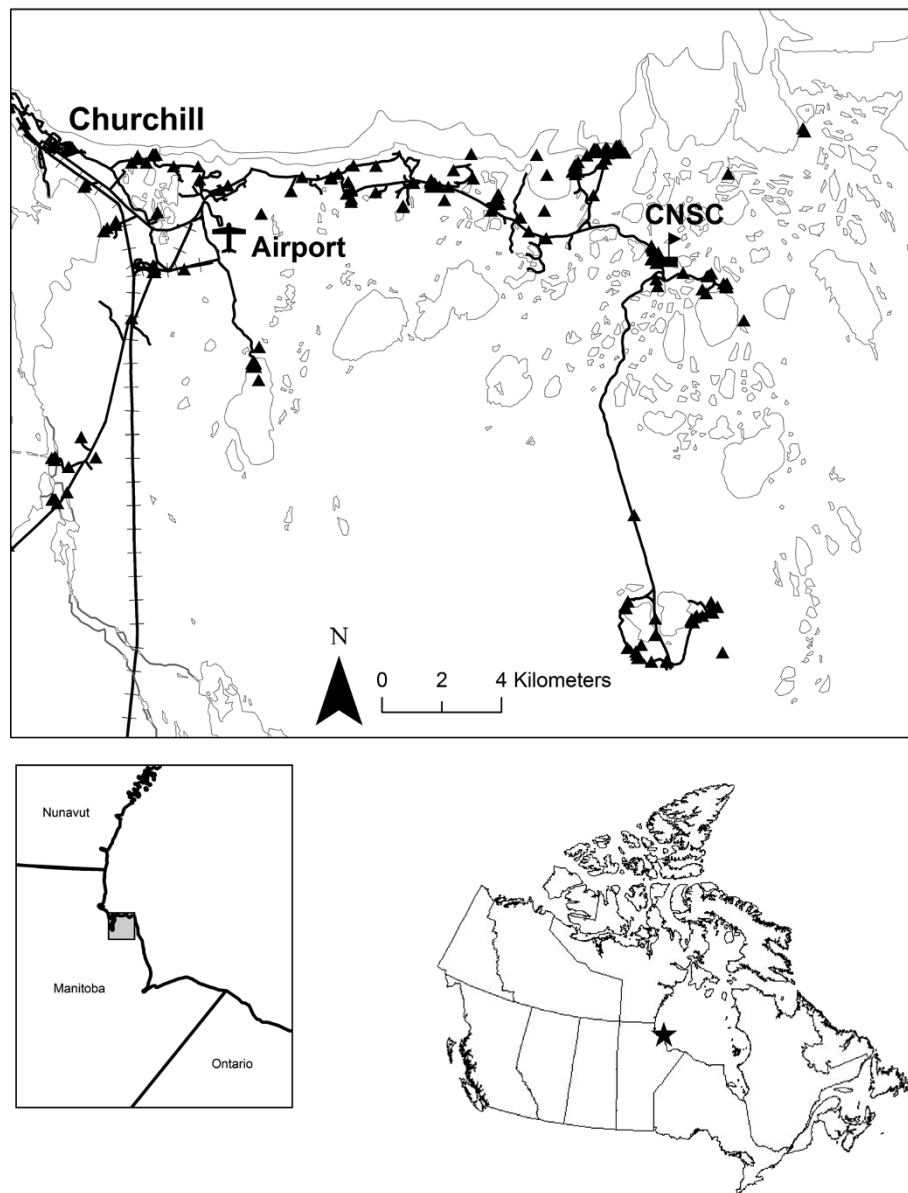 Churchill
CNSC
Airport
N
0 2 4 Kilometers
Nunavut
Manitoba
Ontario